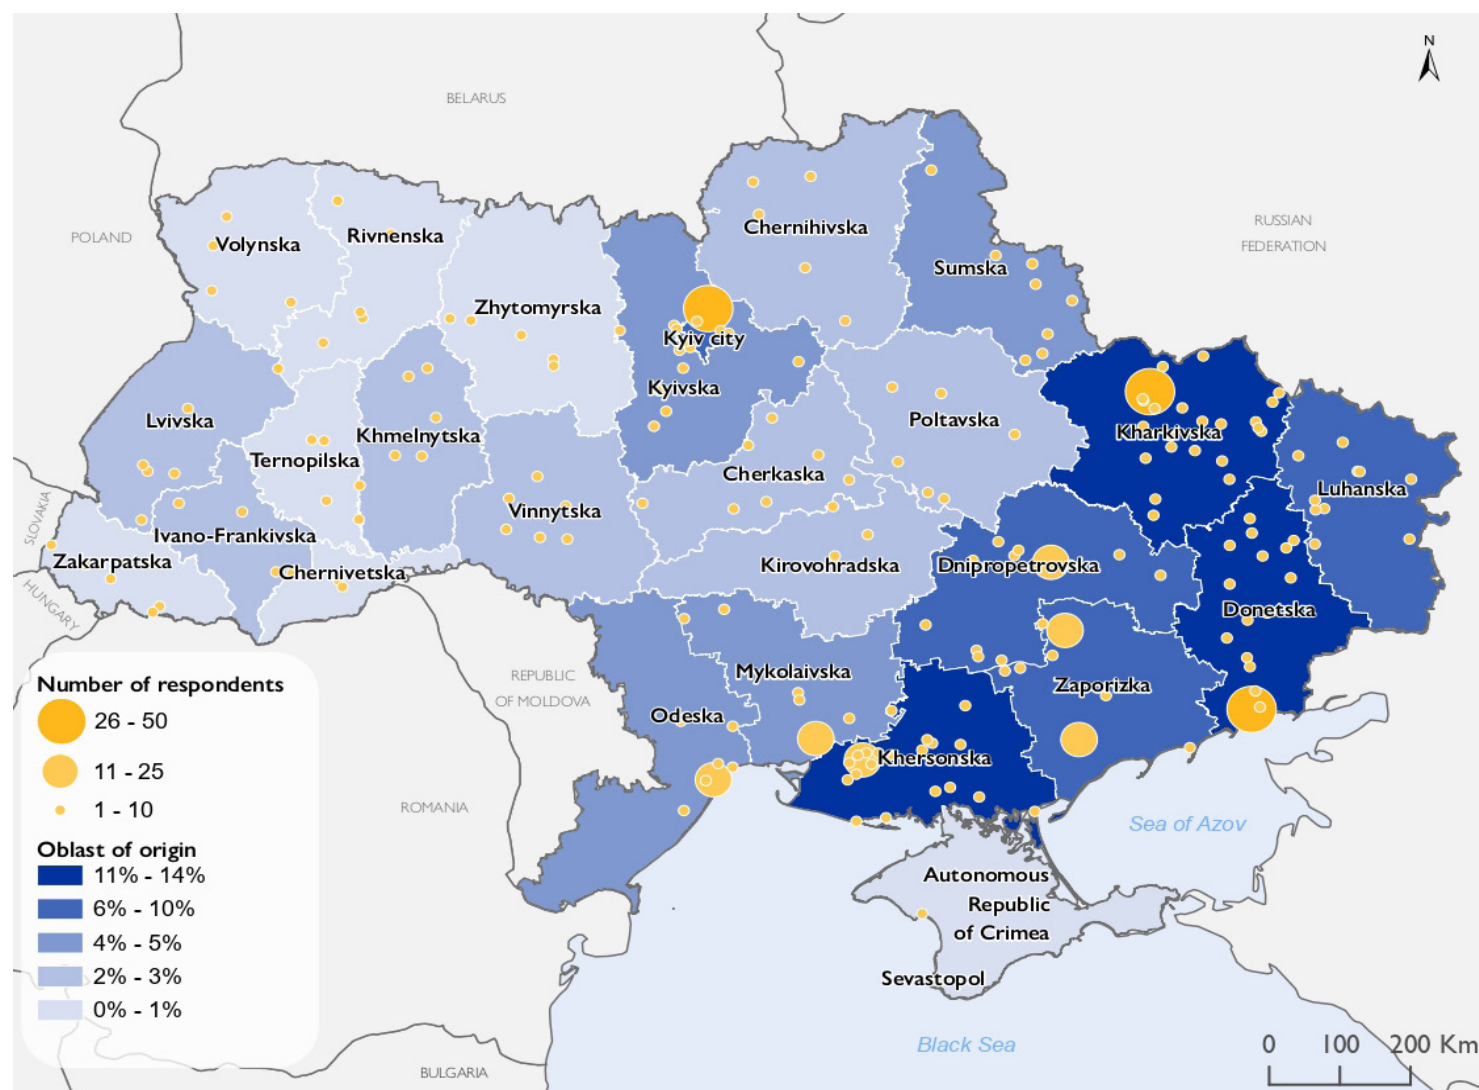 N
BELARUS
POLAND
RUSSIAN
FEDERATION
Volynska
Rivnenska
Chernihivska
Sumska
Zhytomyrska
Kyiv city
Kyivska
Lvivska
Khmelnytska
Ternopilska
Poltavska
Kharkivska
Cherkaska
Luhanska
Vinnytska
SLOVAKIA
Ivano-Frankivska
Zakarpatska
Chernivetska
Kirovohradska
Dnipropetrovska
Donetska
HUNGARY
REPUBLIC
OF MOLDOVA
Mykolaivska
Zaporizka
Odeska
Khersonska
ROMANIA
Sea of Azov
Autonomous
Republic
of Crimea
Sevastopol
Black Sea
BULGARIA
Number of respondents
26 - 50
11 - 25
1 - 10
Oblast of origin
11% - 14%
6% - 10%
4% - 5%
2% - 3%
0% - 1%
0 100 200 Km